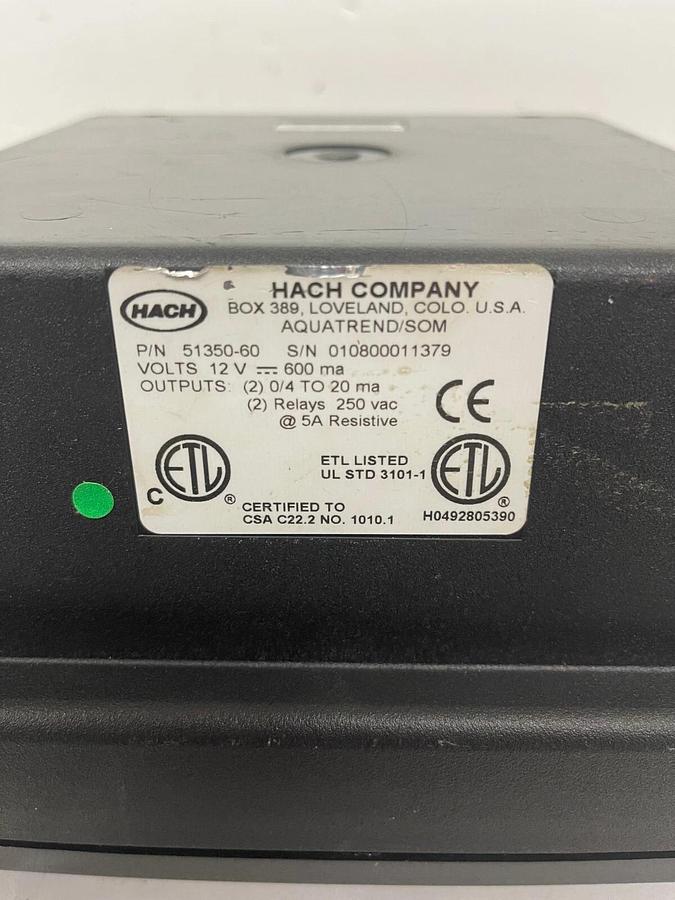 HACH
HACH COMPANY
BOX 389, LOVELAND, COLO. U.S.A.
AQUATREND/SOM
P/N 51350-60 S/N 010800011379
VOLTS 12 V ⎓ 600 ma
OUTPUTS: (2) 0/4 TO 20 ma
(2) Relays 250 vac
@ 5A Resistive
CE
ETL LISTED
UL STD 3101-1
C ETL ®
ETL ®
CERTIFIED TO
CSA C22.2 NO. 1010.1
H0492805390